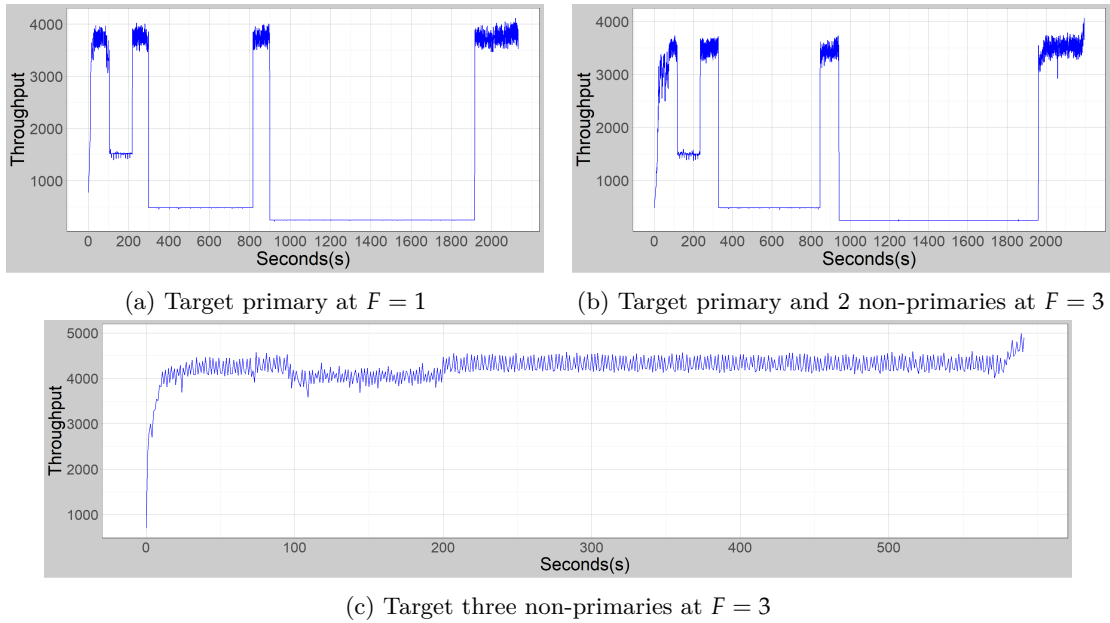 4000
3000
2000
1000
Throughput
0 200 400 600 800 1000 1200 1400 1600 1800 2000
Seconds(s)
(a) Target primary at F = 1
4000
3000
2000
1000
Throughput
0 200 400 600 800 1000 1200 1400 1600 1800 2000
Seconds(s)
(b) Target primary and 2 non-primaries at F = 3
5000
4000
3000
2000
1000
Throughput
0 100 200 300 400 500
Seconds(s)
(c) Target three non-primaries at F = 3